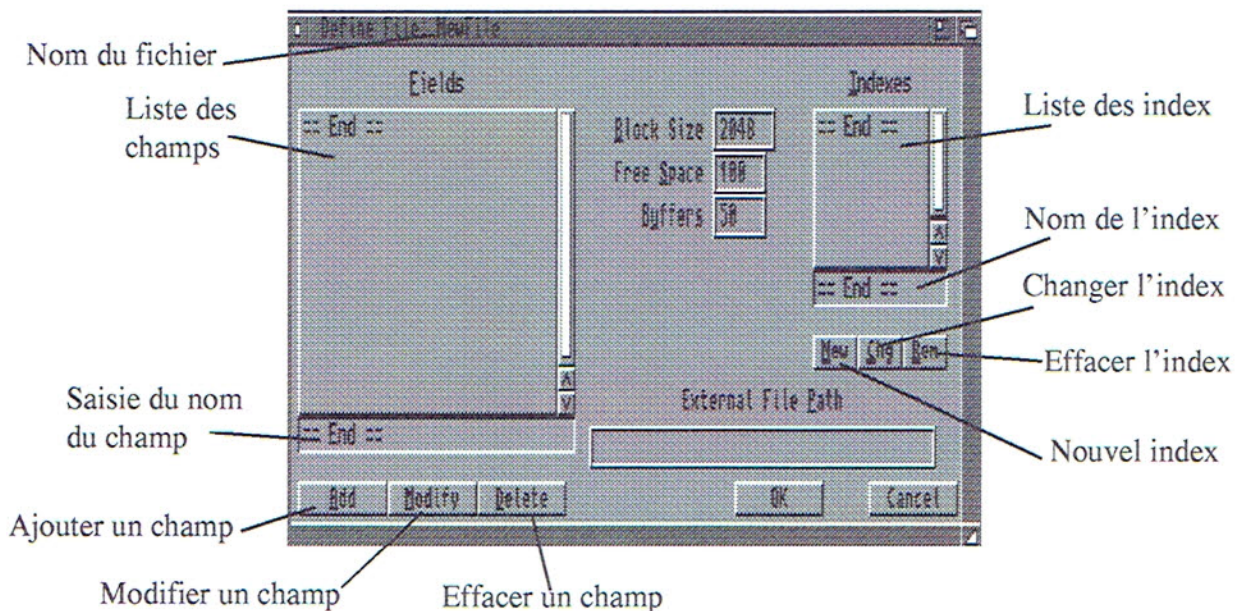 Define File: NewFile
Nom du fichier
Fields
Indexes
Liste des
champs
== End ==
Block Size 2048
Free Space 100
Buffers 50
== End ==
Liste des index
Nom de l'index
== End ==
Changer l'index
New Chg Rem
Effacer l'index
Saisie du nom
du champ
== End ==
External File Path
Nouvel index
Add Modify Delete OK Cancel
Ajouter un champ
Modifier un champ
Effacer un champ